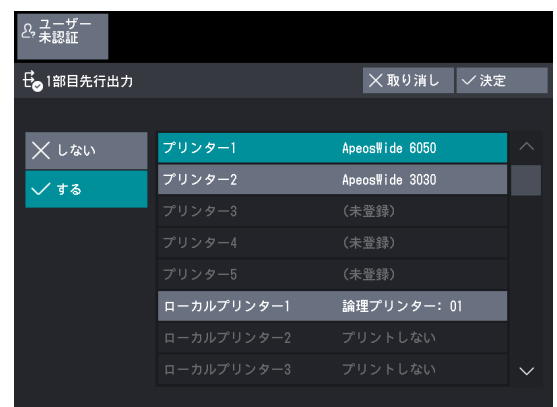 ユーザー
未認証
1部目先行出力
取り消し
決定
しない
する
プリンター1 ApeosWide 6050
プリンター2 ApeosWide 3030
プリンター3 (未登録)
プリンター4 (未登録)
プリンター5 (未登録)
ローカルプリンター1 論理プリンター: 01
ローカルプリンター2 プリントしない
ローカルプリンター3 プリントしない